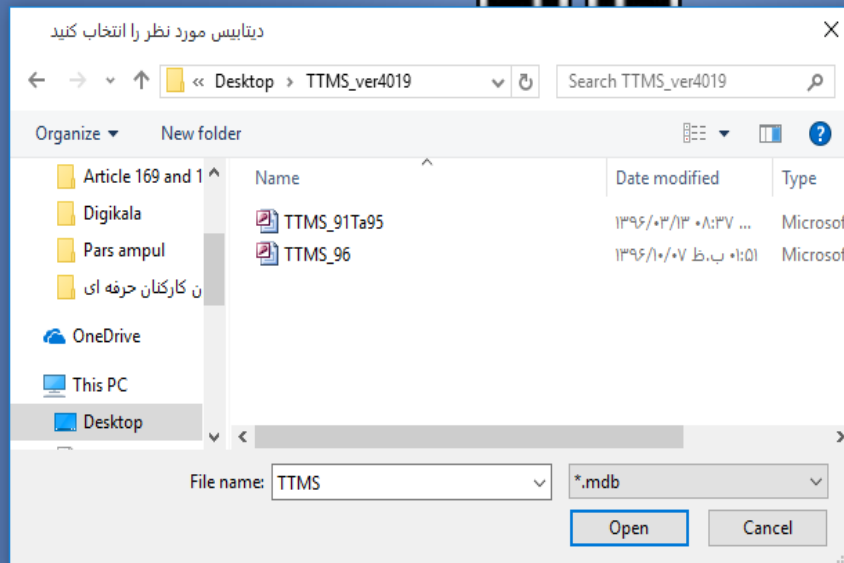 دیتابیس مورد نظر را انتخاب کنید
« Desktop > TTMS_ver4019
Search TTMS_ver4019
Organize
New folder
Name
Date modified
Type
Article 169 and 1
Digikala
Pars ampul
ن کارکنان حرفه ای
OneDrive
This PC
Desktop
TTMS_91Ta95 ۱۳۹۶/۰۳/۱۳ ۰۸:۳۷ ... Microsof
TTMS_96 ۱۳۹۶/۱۰/۰۷ ۰۱:۵۱ ب.ظ Microsof
File name: TTMS
*.mdb
Open
Cancel